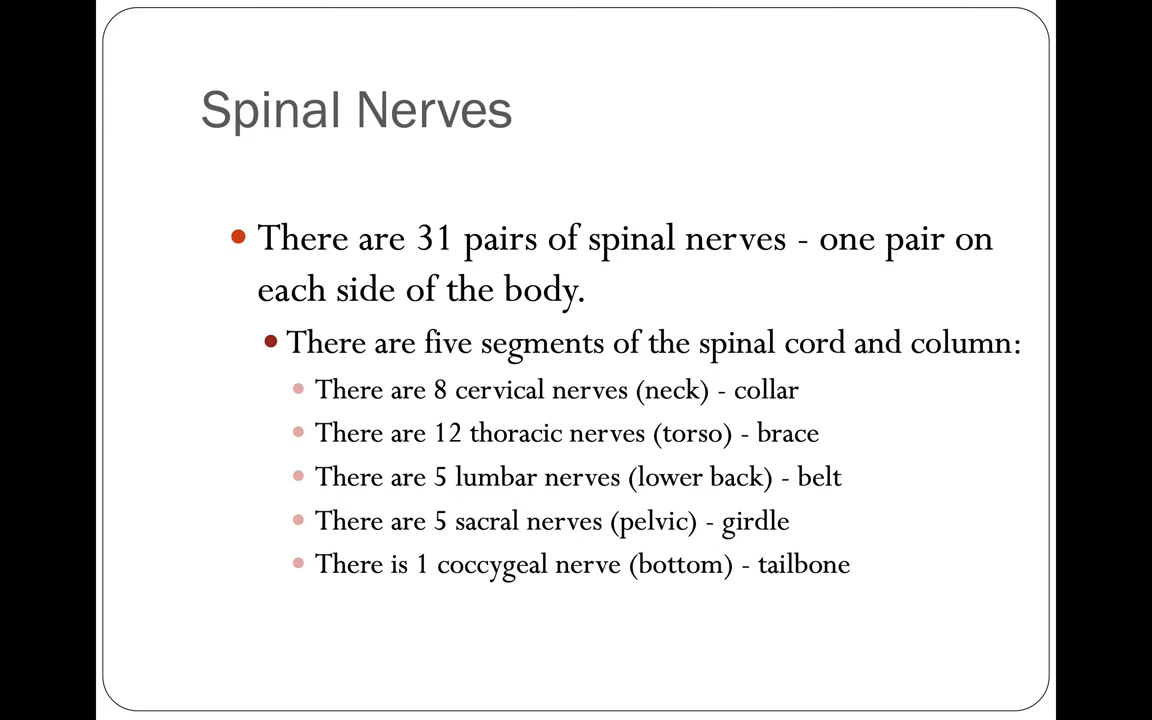 Spinal Nerves
There are 31 pairs of spinal nerves - one pair on
each side of the body.
There are five segments of the spinal cord and column:
There are 8 cervical nerves (neck) - collar
There are 12 thoracic nerves (torso) - brace
There are 5 lumbar nerves (lower back) - belt
There are 5 sacral nerves (pelvic) - girdle
There is 1 coccygeal nerve (bottom) - tailbone